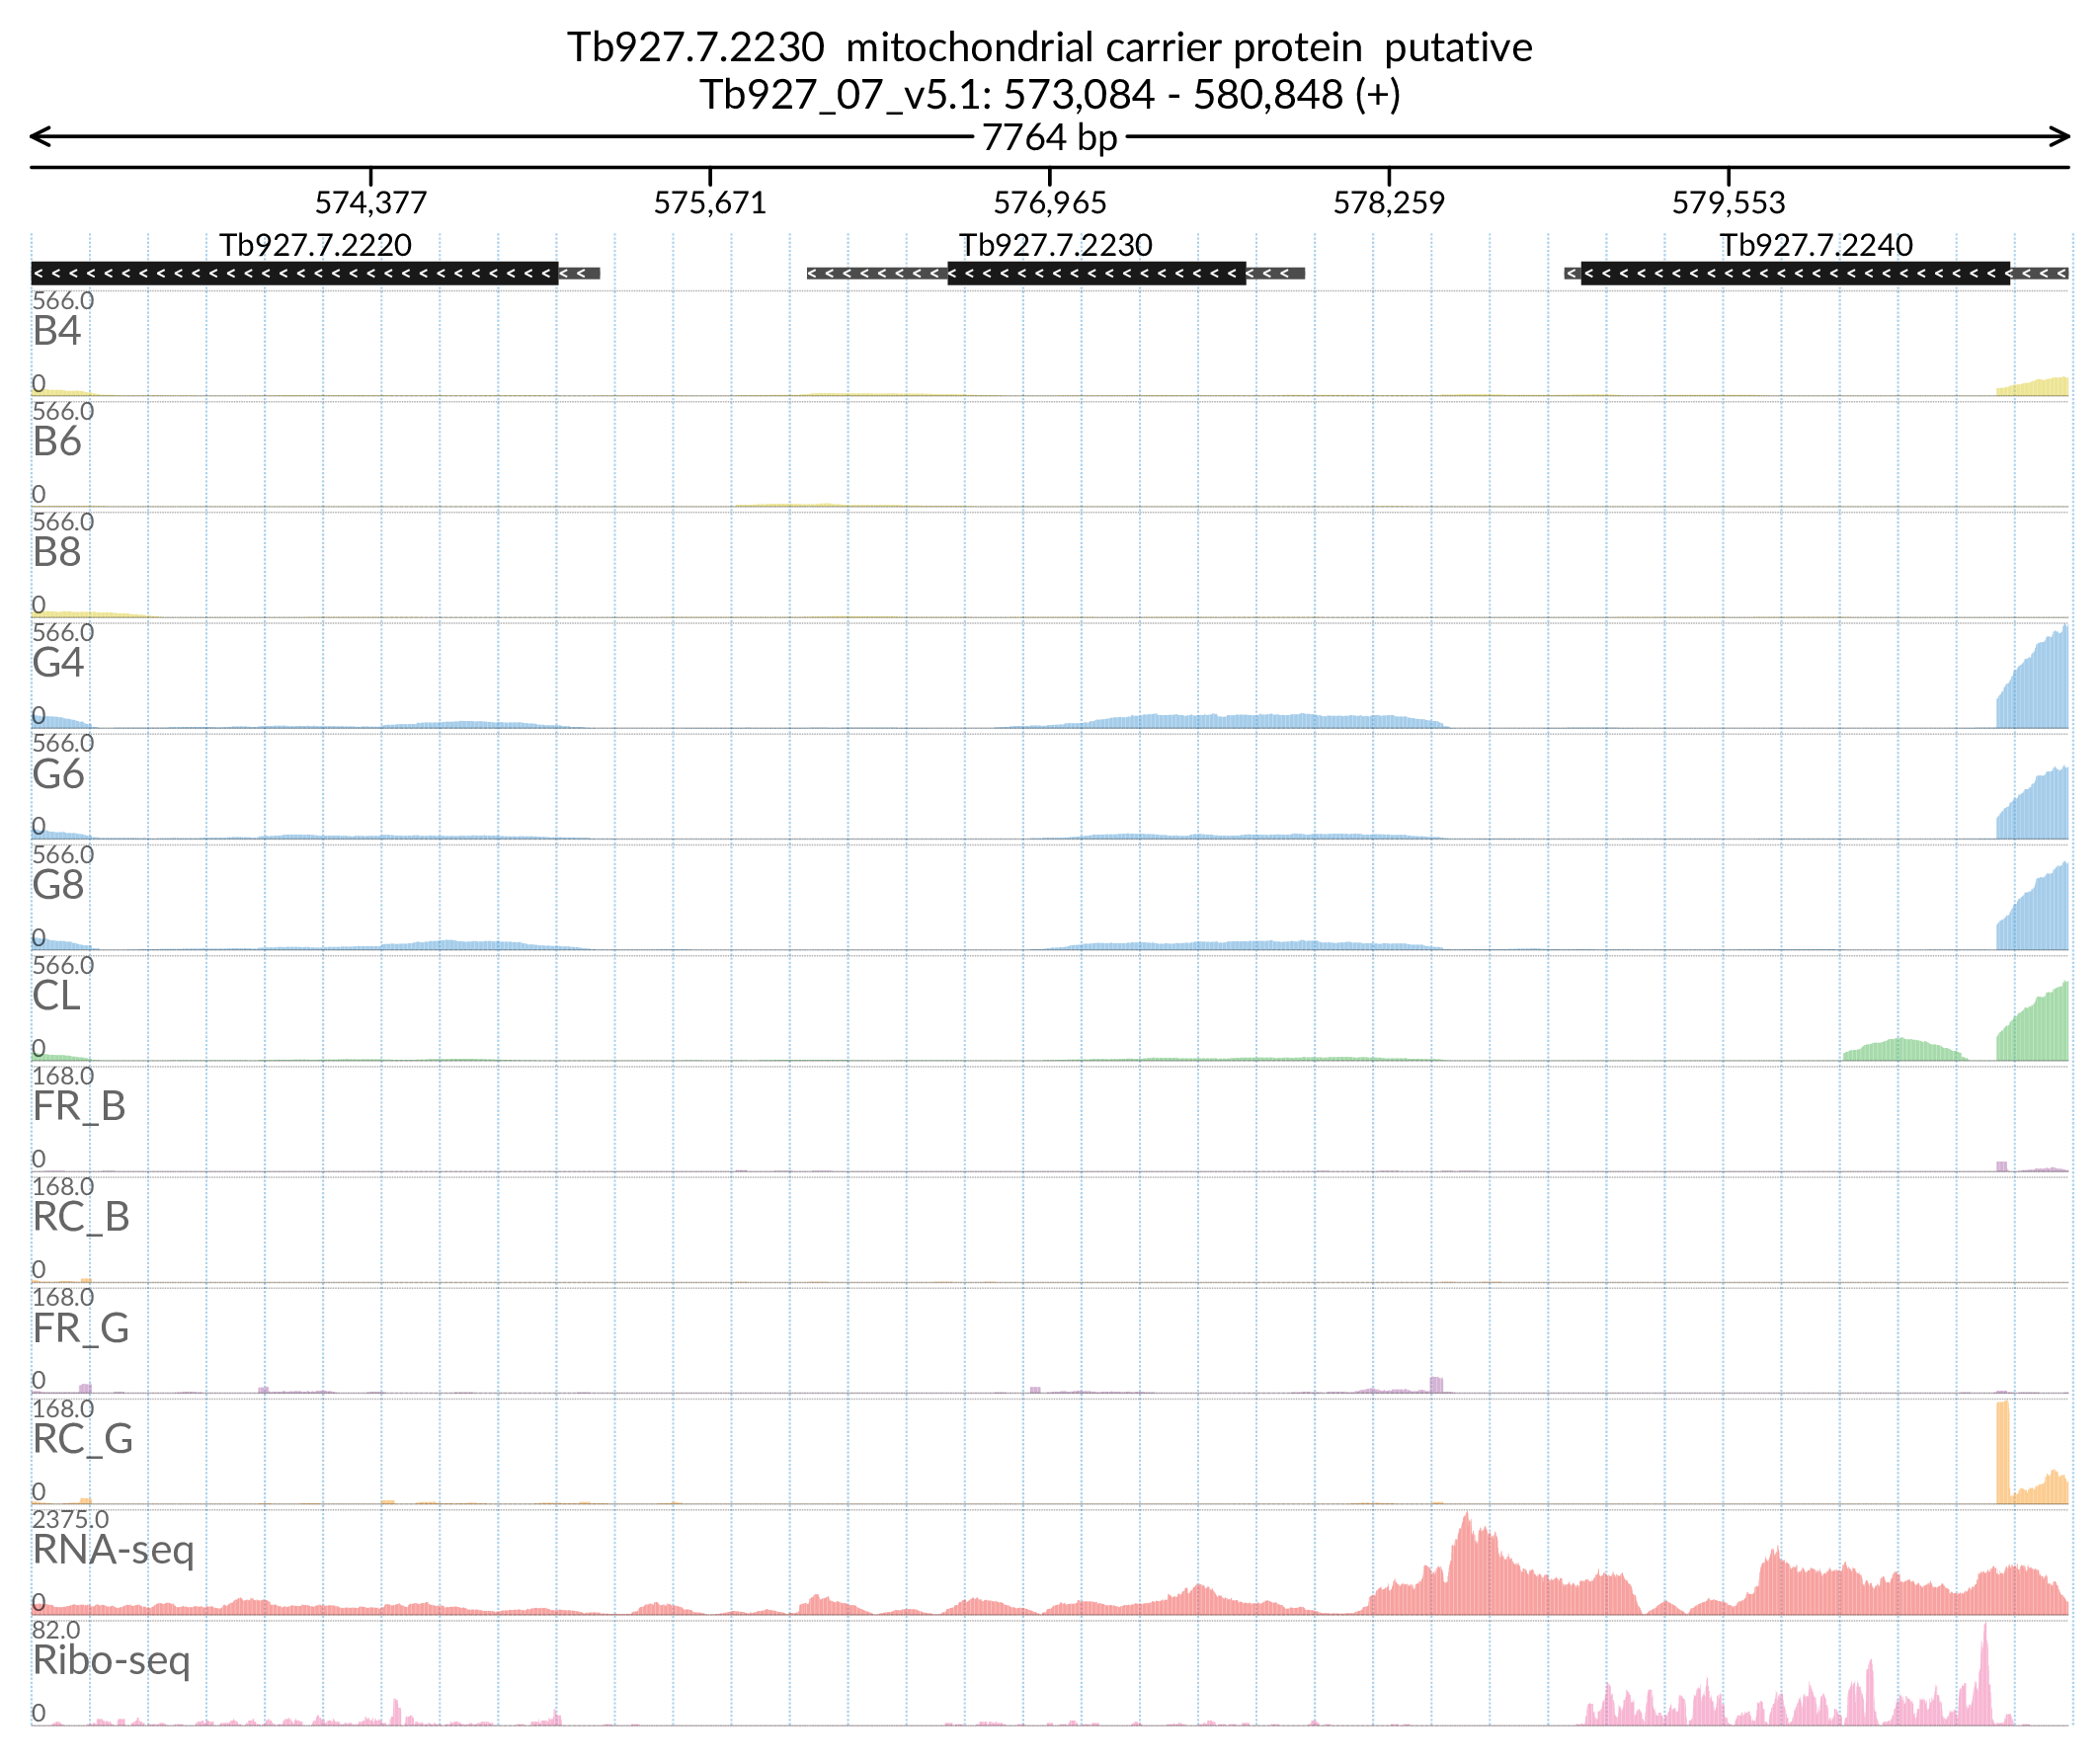 Tb927.7.2230 mitochondrial carrier protein putative
Tb927_07_v5.1: 573,084 - 580,848 (+)
7764 bp
574,377 575,671 576,965 578,259 579,553
Tb927.7.2220 Tb927.7.2230 Tb927.7.2240
566.0
B4
0
566.0
B6
0
566.0
B8
0
566.0
G4
0
566.0
G6
0
566.0
G8
0
566.0
CL
0
168.0
FR_B
0
168.0
RC_B
0
168.0
FR_G
0
168.0
RC_G
0
2375.0
RNA-seq
0
82.0
Ribo-seq
0